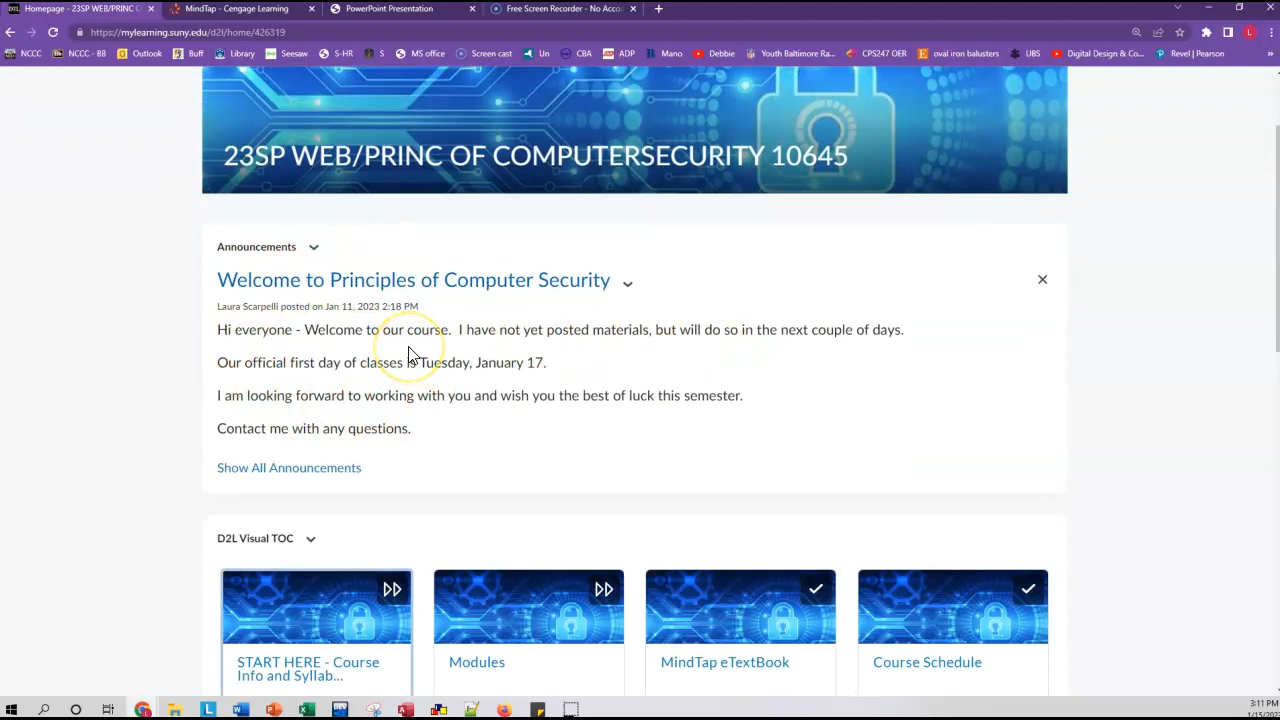 Homepage - 23SP WEB/PRINC C
MindTap - Cengage Learning
PowerPoint Presentation
Free Screen Recorder - No Accou
https://mylearning.suny.edu/d2l/home/426319
NCCC
NCCC - BB
Outlook
Buff
Library
Seesaw
S-HR
S
MS office
Screen cast
Un
CBA
ADP
Mano
Debbie
Youth Baltimore Ra...
CPS247 OER
oval iron balusters
UBS
Digital Design & Co...
Revel | Pearson
23SP WEB/PRINC OF COMPUTERSECURITY 10645
Announcements
Welcome to Principles of Computer Security
Laura Scarpelli posted on Jan 11, 2023 2:18 PM
Hi everyone - Welcome to our course. I have not yet posted materials, but will do so in the next couple of days.
Our official first day of classes is Tuesday, January 17.
I am looking forward to working with you and wish you the best of luck this semester.
Contact me with any questions.
Show All Announcements
D2L Visual TOC
START HERE - Course
Info and Syllab...
Modules
MindTap eTextBook
Course Schedule
3:11 PM